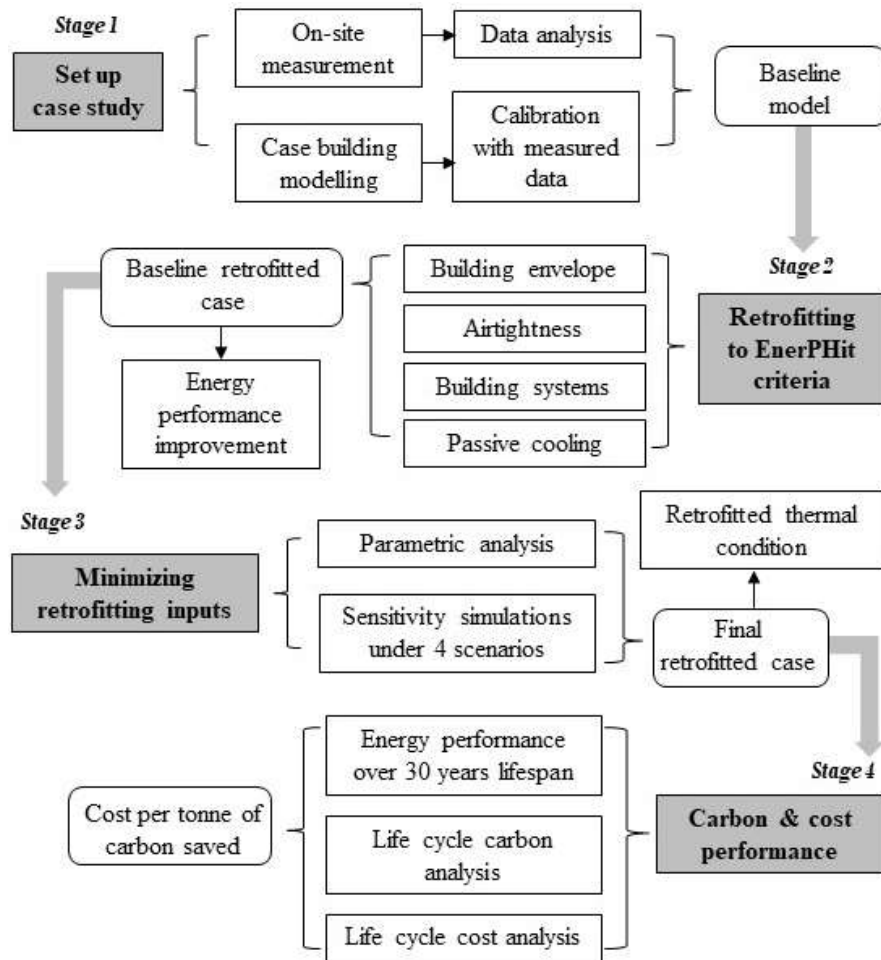 Stage 1
Set up
case study
On-site
measurement
Data analysis
Case building
modelling
Calibration
with measured
data
Baseline
model
Stage 2
Retrofitting
to EnerPHit
criteria
Building envelope
Airtightness
Building systems
Passive cooling
Baseline retrofitted
case
Energy
performance
improvement
Stage 3
Minimizing
retrofitting inputs
Parametric analysis
Sensitivity simulations
under 4 scenarios
Retrofitted thermal
condition
Final
retrofitted case
Stage 4
Carbon & cost
performance
Energy performance
over 30 years lifespan
Life cycle carbon
analysis
Life cycle cost analysis
Cost per tonne of
carbon saved